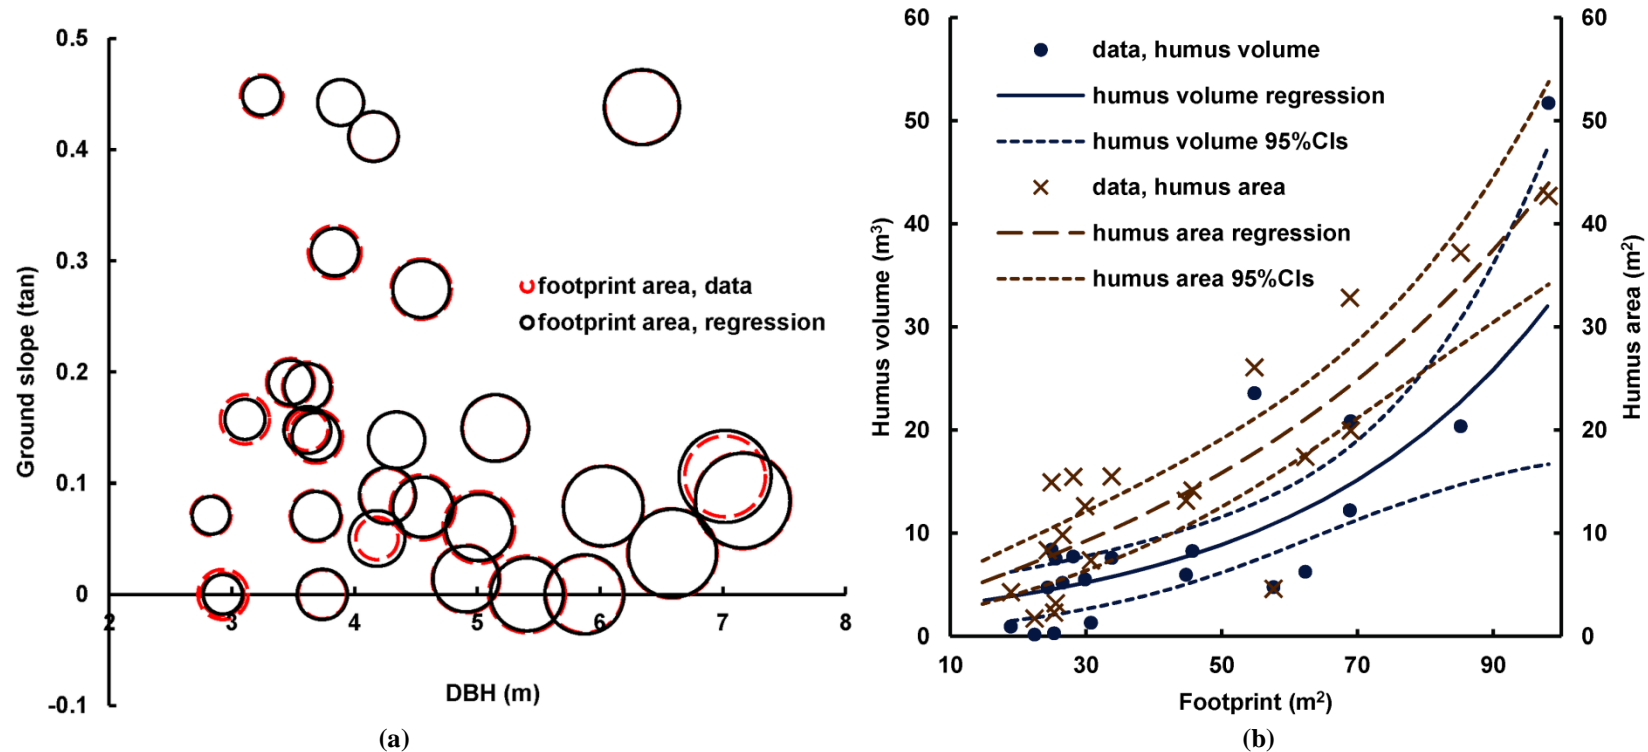 0.5
0.4
0.3
0.2
0.1
0
-0.1
Ground slope (tan)
2 3 4 5 6 7 8
DBH (m)
footprint area, data
footprint area, regression
(a)
60
50
40
30
20
10
0
Humus volume (m³)
data, humus volume
humus volume regression
humus volume 95%CIs
data, humus area
humus area regression
humus area 95%CIs
60
50
40
30
20
10
0
Humus area (m²)
10 30 50 70 90
Footprint (m²)
(b)